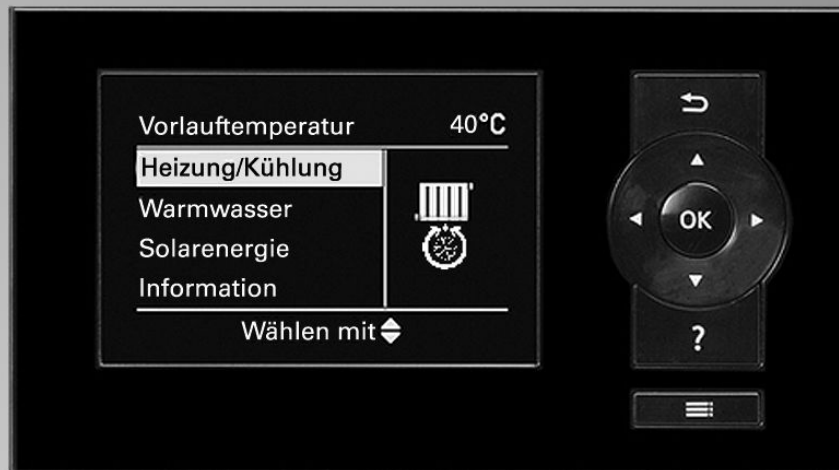 Vorlauftemperatur 40°C
Heizung/Kühlung
Warmwasser
Solarenergie
Information
Wählen mit
OK
?